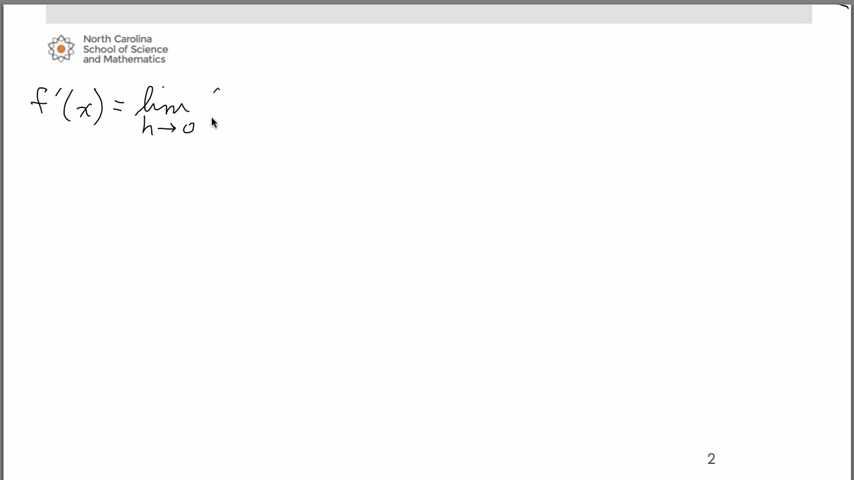 North Carolina
School of Science
and Mathematics
f'(x) = lim
h→0
2